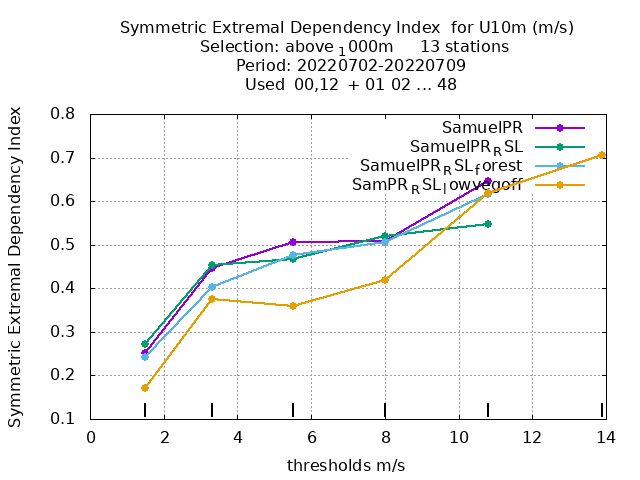 Symmetric Extremal Dependency Index  for U10m (m/s)
Selection: above ₁000m     13 stations
Period: 20220702-20220709
Used  00,12  + 01 02 ... 48
Symmetric Extremal Dependency Index
0.8
0.7
0.6
0.5
0.4
0.3
0.2
0.1
SamuelPR
SamuelPR_RSL
SamuelPR_RSL_forest
SamPR_RSL_lowvegoff
0 2 4 6 8 10 12 14
thresholds m/s